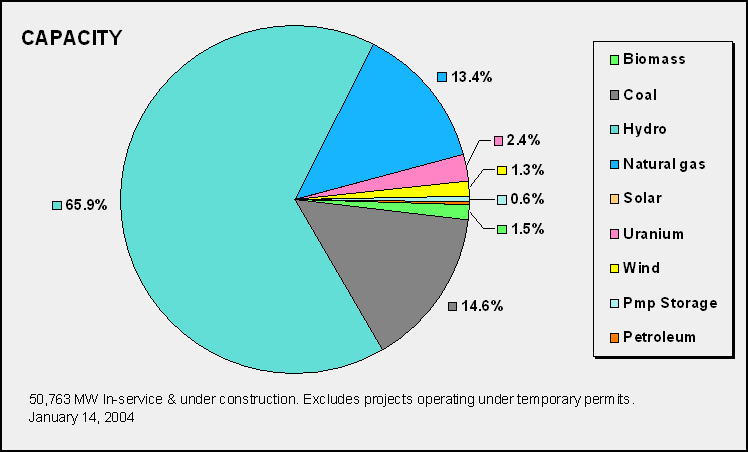 CAPACITY
13.4%
2.4%
1.3%
0.6%
1.5%
65.9%
14.6%
Biomass
Coal
Hydro
Natural gas
Solar
Uranium
Wind
Pmp Storage
Petroleum
50,763 MW In-service & under construction. Excludes projects operating under temporary permits.
January 14, 2004